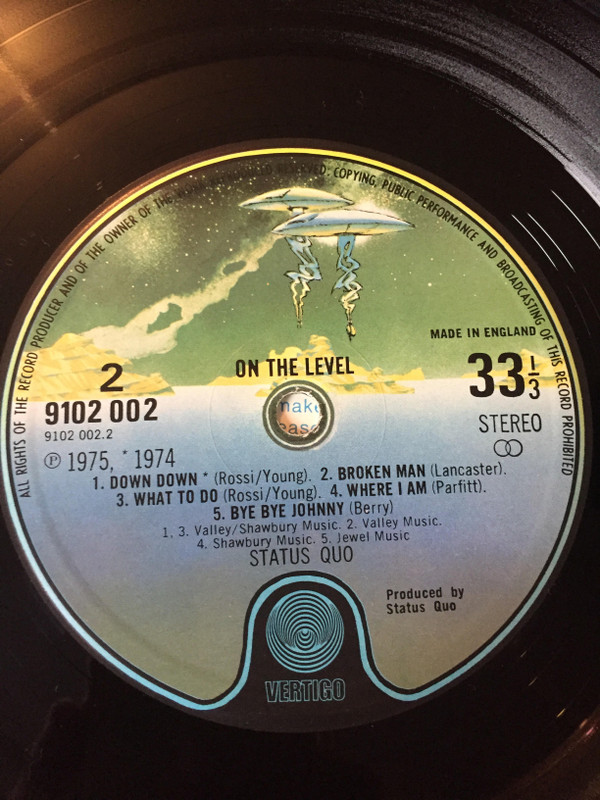 ALL RIGHTS OF THE RECORD PRODUCER AND OF THE OWNER OF THE COPYING, PUBLIC PERFORMANCE AND BROADCASTING OF THIS RECORD PROHIBITED
MADE IN ENGLAND
2
ON THE LEVEL
33 1/3
9102 002
9102 002.2
STEREO
Ⓟ 1975, * 1974
1. DOWN DOWN * (Rossi/Young). 2. BROKEN MAN (Lancaster).
3. WHAT TO DO (Rossi/Young). 4. WHERE I AM (Parfitt).
5. BYE BYE JOHNNY (Berry)
1, 3. Valley/Shawbury Music. 2. Valley Music.
4. Shawbury Music. 5. Jewel Music
STATUS QUO
Produced by
Status Quo
VERTIGO